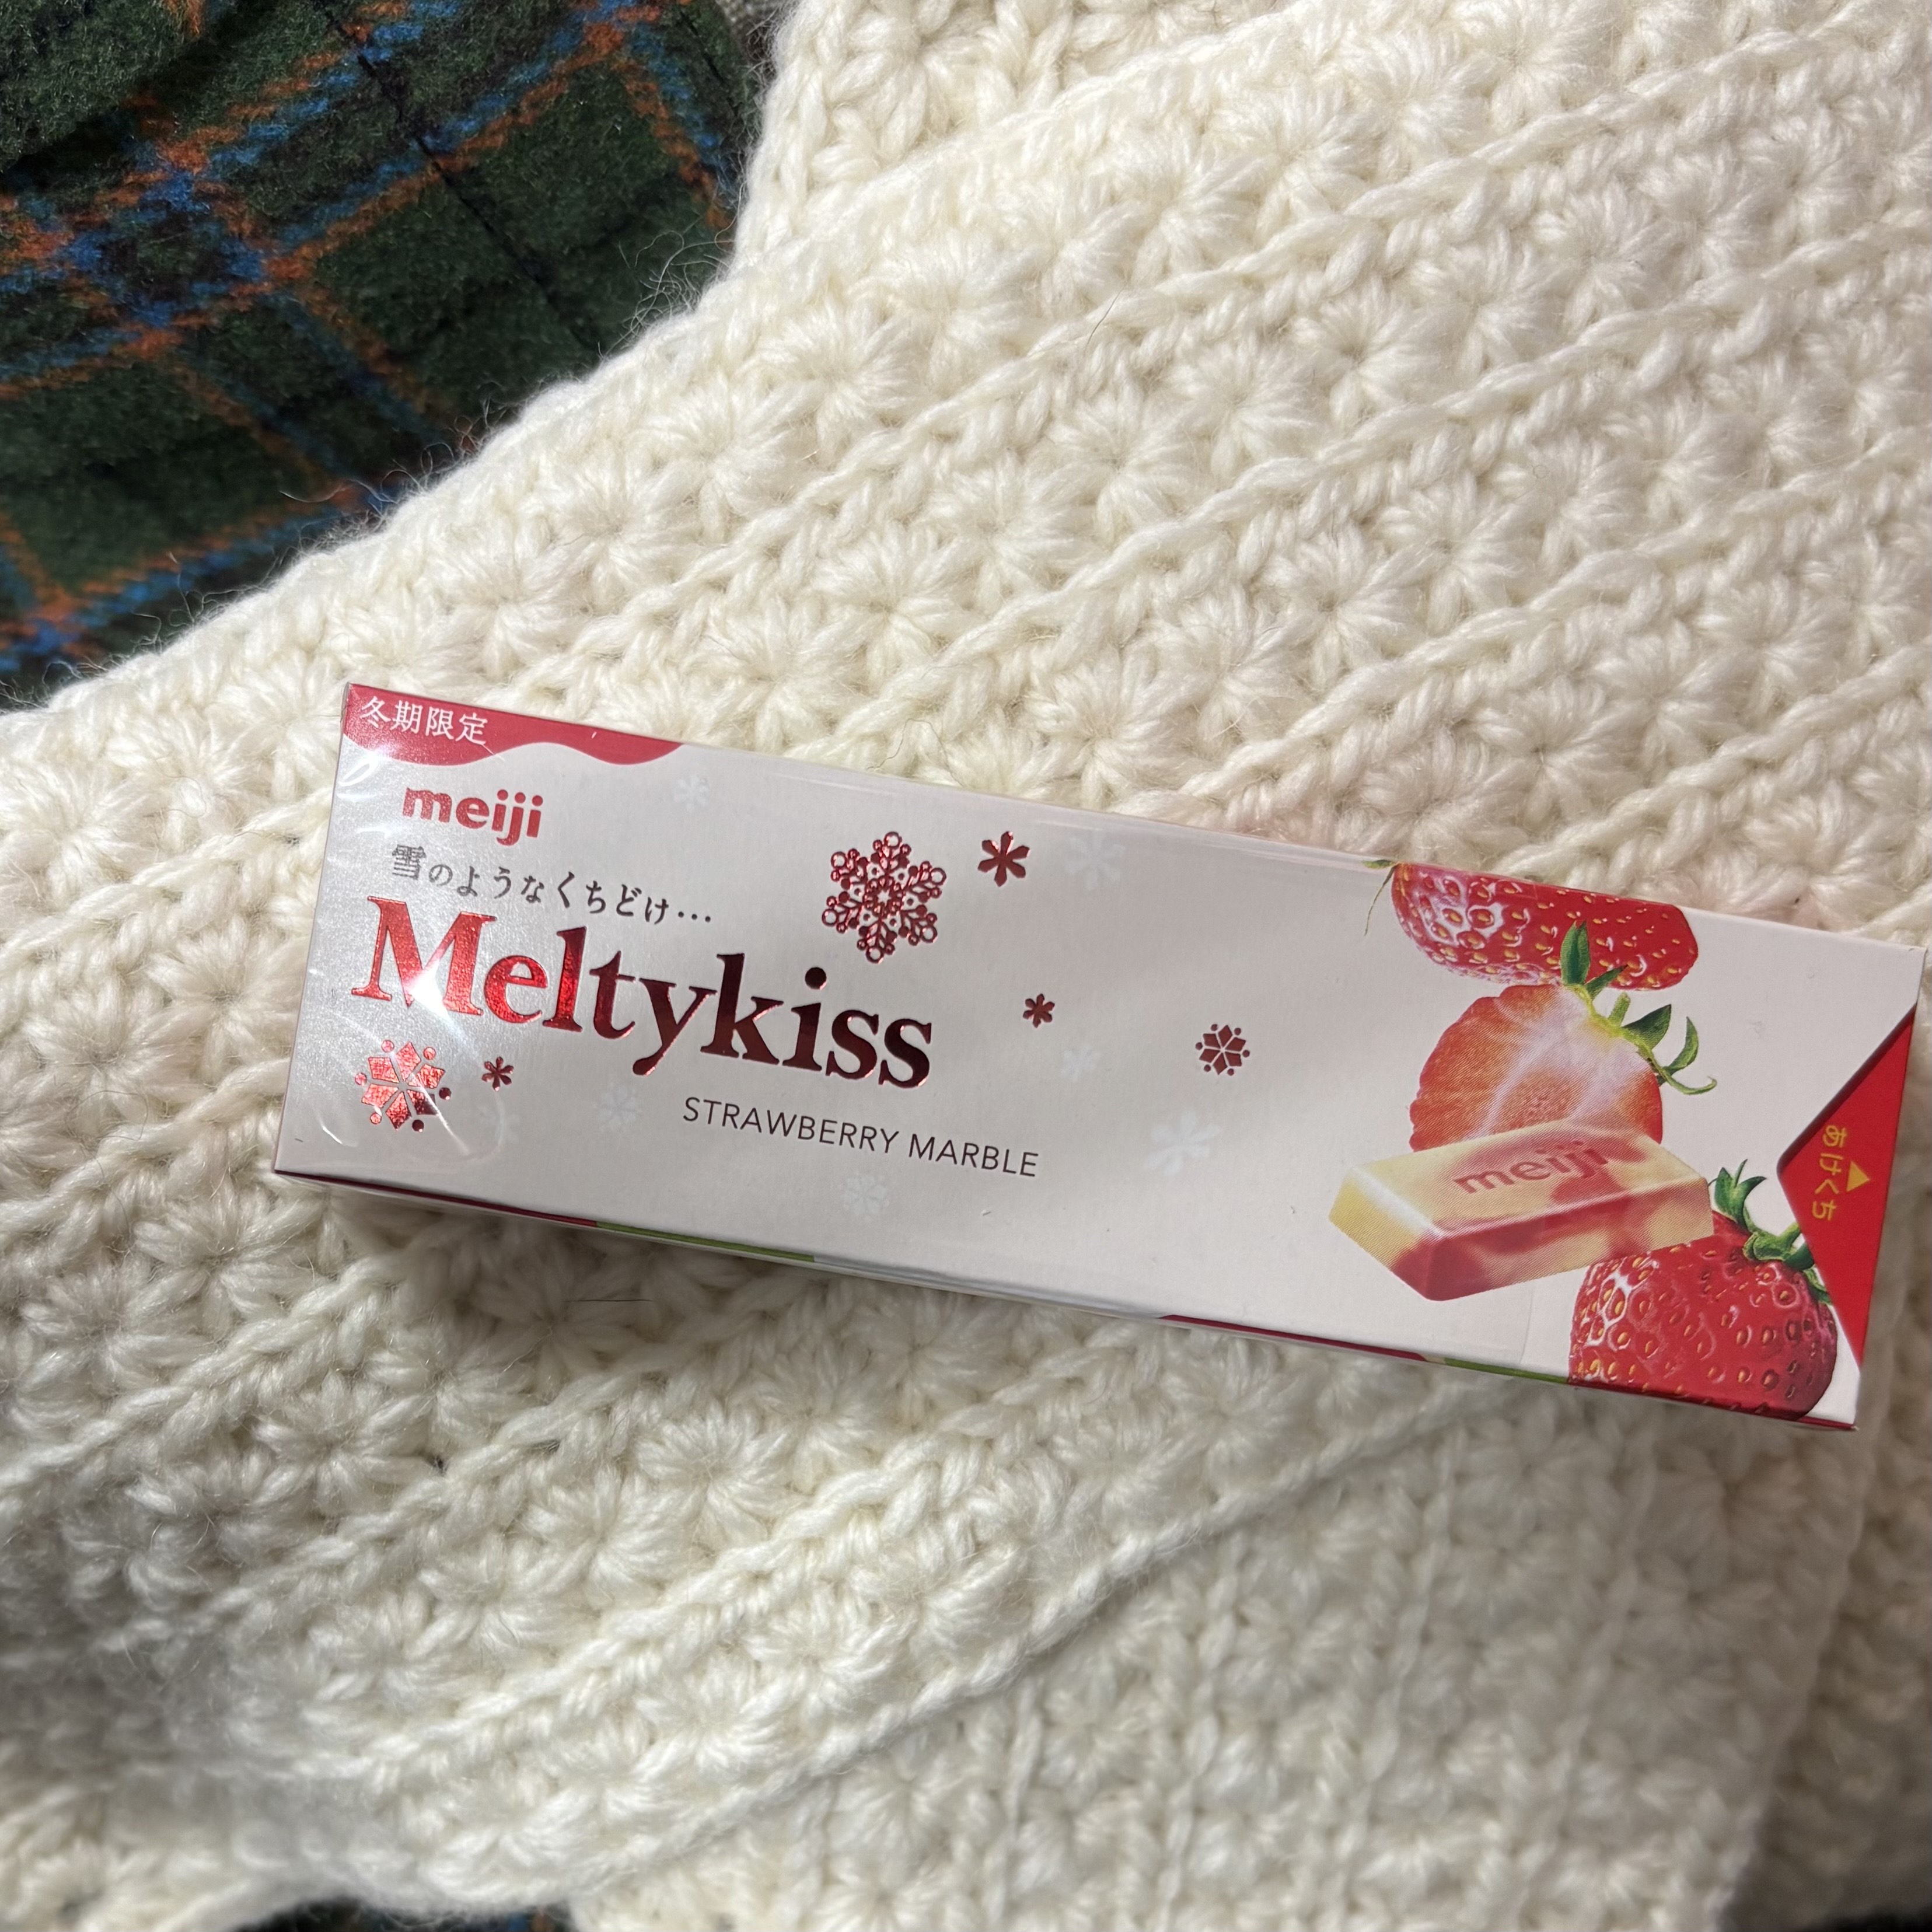 冬期限定
meiji
雪のようなくちどけ…
Meltykiss
STRAWBERRY MARBLE
meiji
あけくち